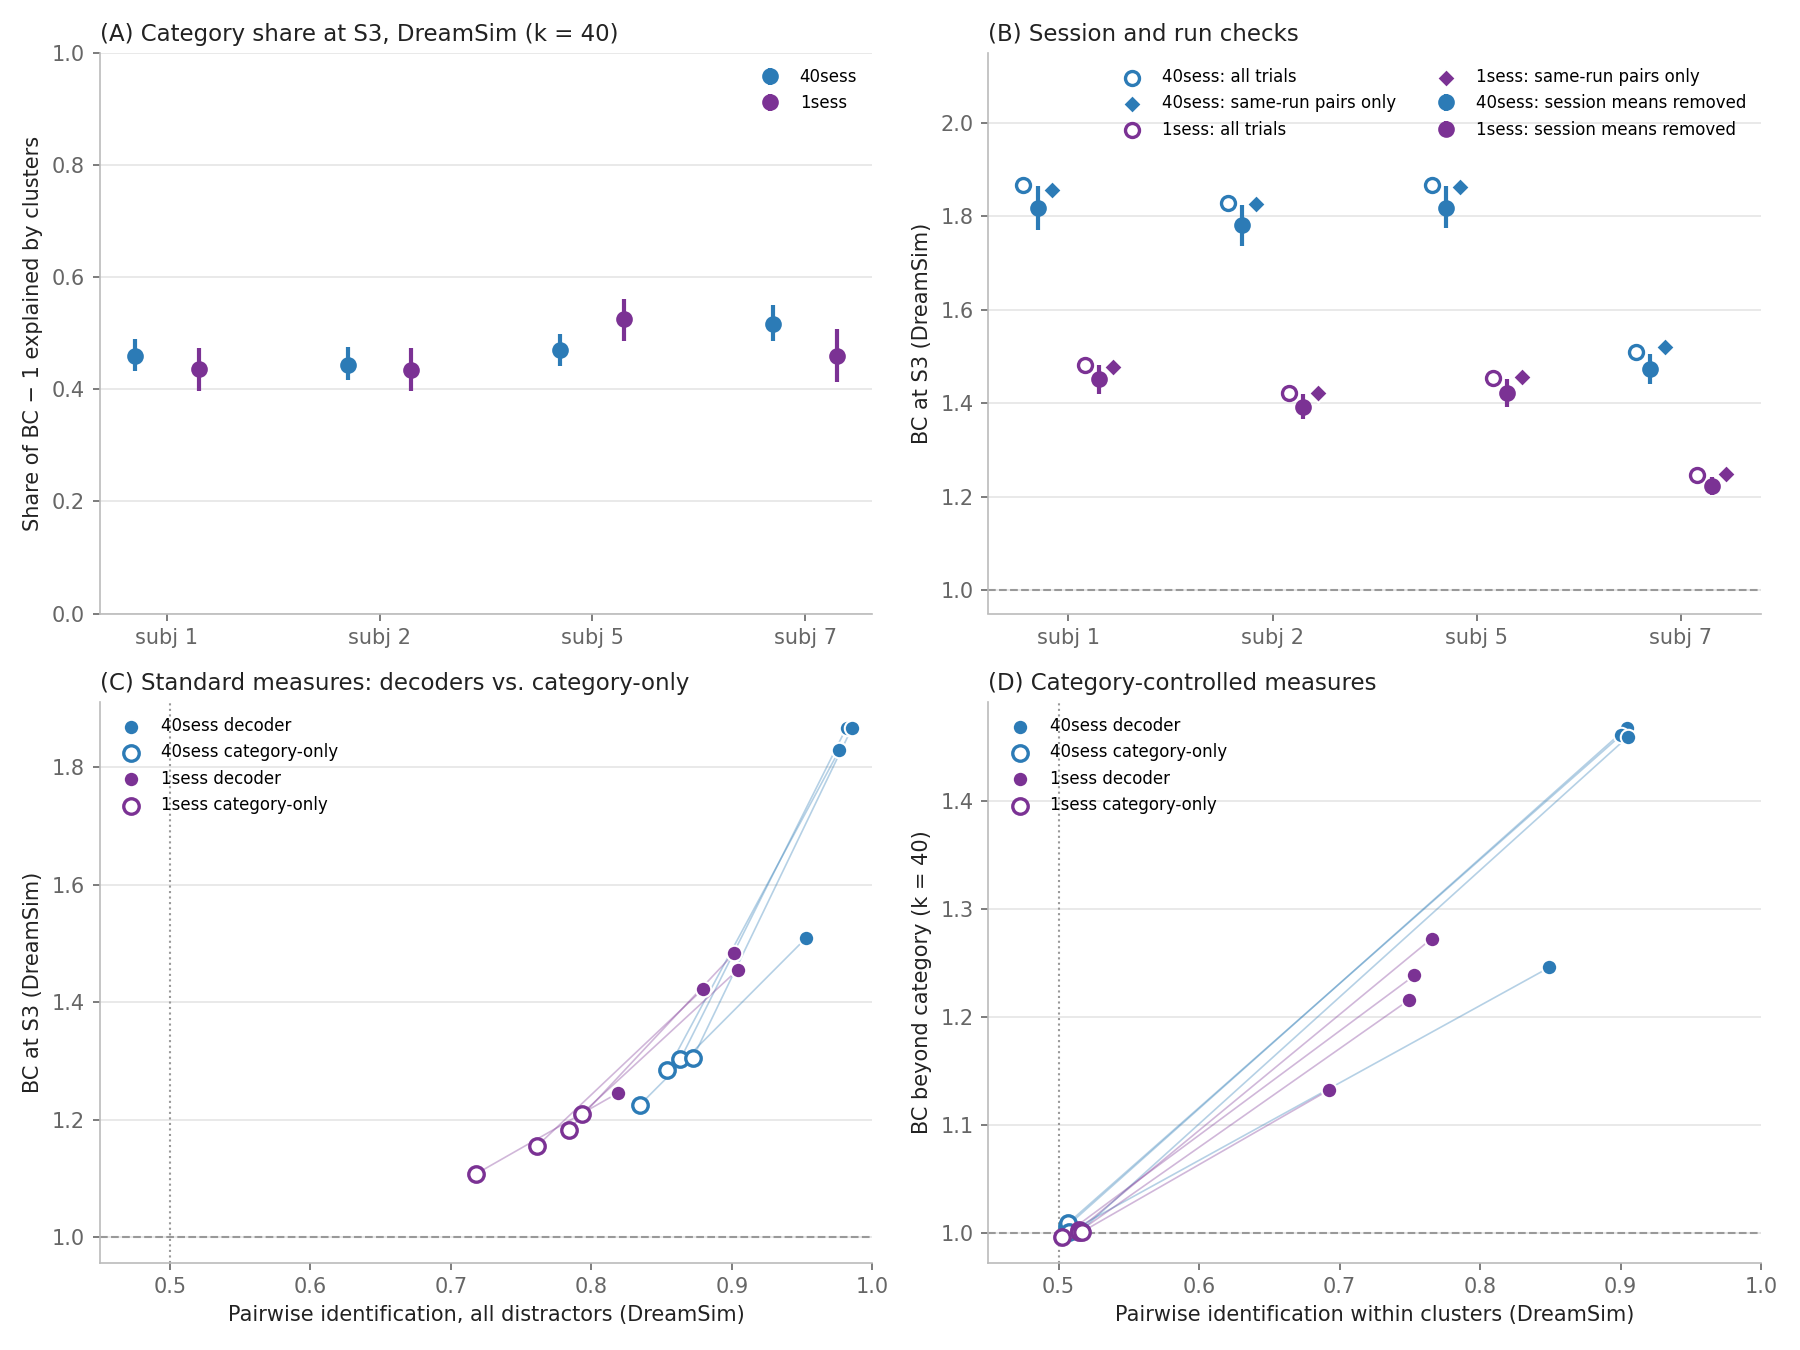 (A) Category share at S3, DreamSim (k = 40)
Share of BC − 1 explained by clusters
1.0
0.8
0.6
0.4
0.2
0.0
40sess
1sess
subj 1
subj 2
subj 5
subj 7
(B) Session and run checks
BC at S3 (DreamSim)
2.0
1.8
1.6
1.4
1.2
1.0
40sess: all trials
40sess: same-run pairs only
1sess: all trials
1sess: same-run pairs only
40sess: session means removed
1sess: session means removed
subj 1
subj 2
subj 5
subj 7
(C) Standard measures: decoders vs. category-only
BC at S3 (DreamSim)
1.8
1.6
1.4
1.2
1.0
40sess decoder
40sess category-only
1sess decoder
1sess category-only
0.5
0.6
0.7
0.8
0.9
1.0
Pairwise identification, all distractors (DreamSim)
(D) Category-controlled measures
BC beyond category (k = 40)
1.4
1.3
1.2
1.1
1.0
40sess decoder
40sess category-only
1sess decoder
1sess category-only
0.5
0.6
0.7
0.8
0.9
1.0
Pairwise identification within clusters (DreamSim)